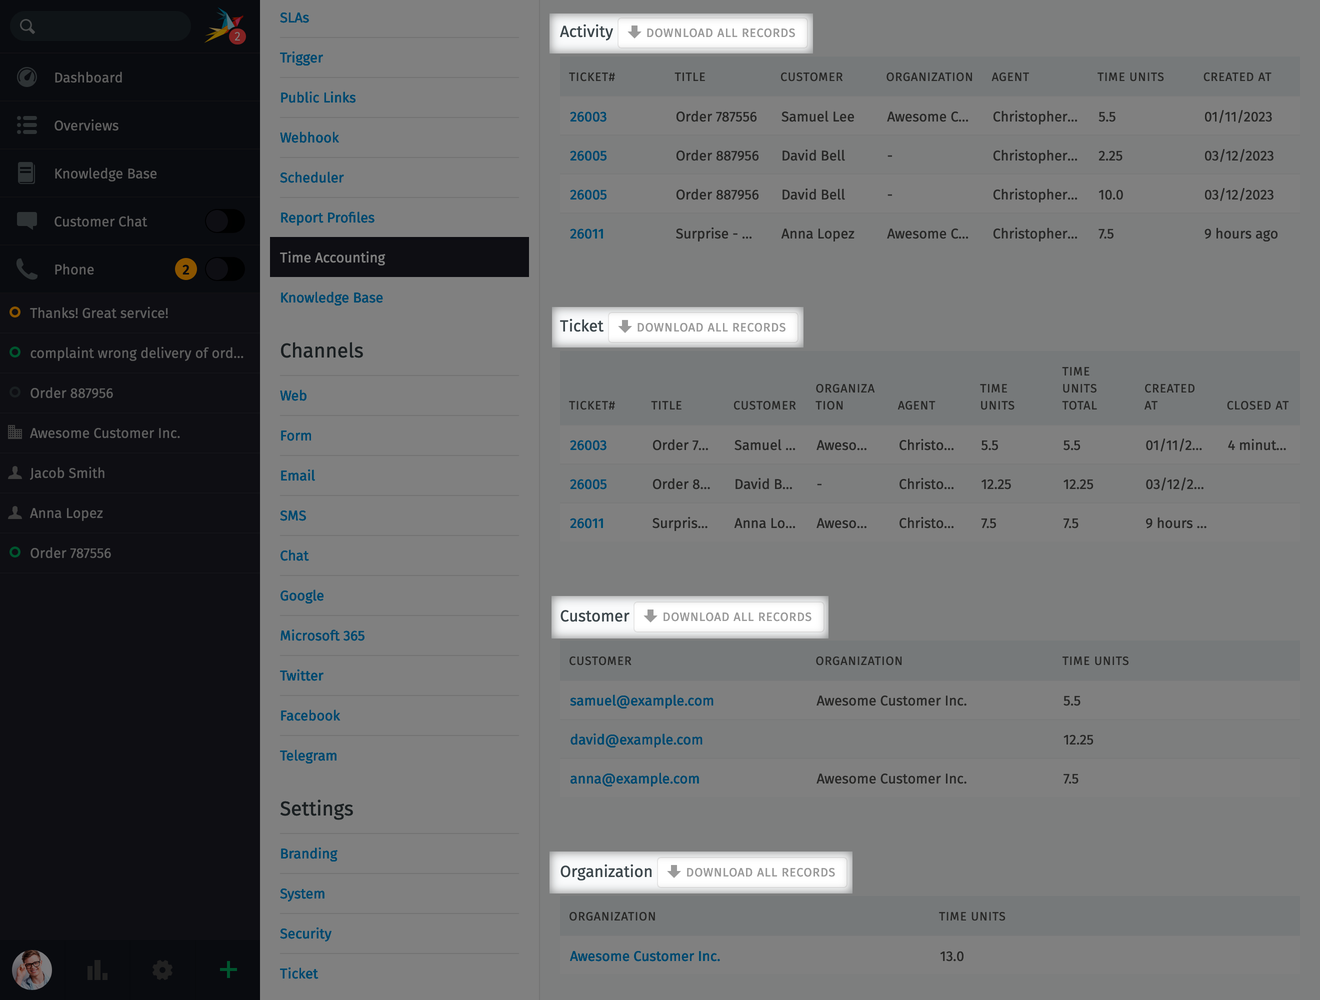 2
Dashboard
Overviews
Knowledge Base
Customer Chat
Phone 2
Thanks! Great service!
complaint wrong delivery of ord...
Order 887956
Awesome Customer Inc.
Jacob Smith
Anna Lopez
Order 787556
SLAs
Trigger
Public Links
Webhook
Scheduler
Report Profiles
Time Accounting
Knowledge Base
Channels
Web
Form
Email
SMS
Chat
Google
Microsoft 365
Twitter
Facebook
Telegram
Settings
Branding
System
Security
Ticket
Activity DOWNLOAD ALL RECORDS
TICKET# TITLE CUSTOMER ORGANIZATION AGENT TIME UNITS CREATED AT
26003 Order 787556 Samuel Lee Awesome C... Christopher... 5.5 01/11/2023
26005 Order 887956 David Bell - Christopher... 2.25 03/12/2023
26005 Order 887956 David Bell - Christopher... 10.0 03/12/2023
26011 Surprise - ... Anna Lopez Awesome C... Christopher... 7.5 9 hours ago
Ticket DOWNLOAD ALL RECORDS
TIME
ORGANIZA TIME UNITS CREATED
TICKET# TITLE CUSTOMER TION AGENT UNITS TOTAL AT CLOSED AT
26003 Order 7... Samuel ... Aweso... Christo... 5.5 5.5 01/11/2... 4 minut...
26005 Order 8... David B... - Christo... 12.25 12.25 03/12/2...
26011 Surpris... Anna Lo... Aweso... Christo... 7.5 7.5 9 hours ...
Customer DOWNLOAD ALL RECORDS
CUSTOMER ORGANIZATION TIME UNITS
samuel@example.com Awesome Customer Inc. 5.5
david@example.com 12.25
anna@example.com Awesome Customer Inc. 7.5
Organization DOWNLOAD ALL RECORDS
ORGANIZATION TIME UNITS
Awesome Customer Inc. 13.0